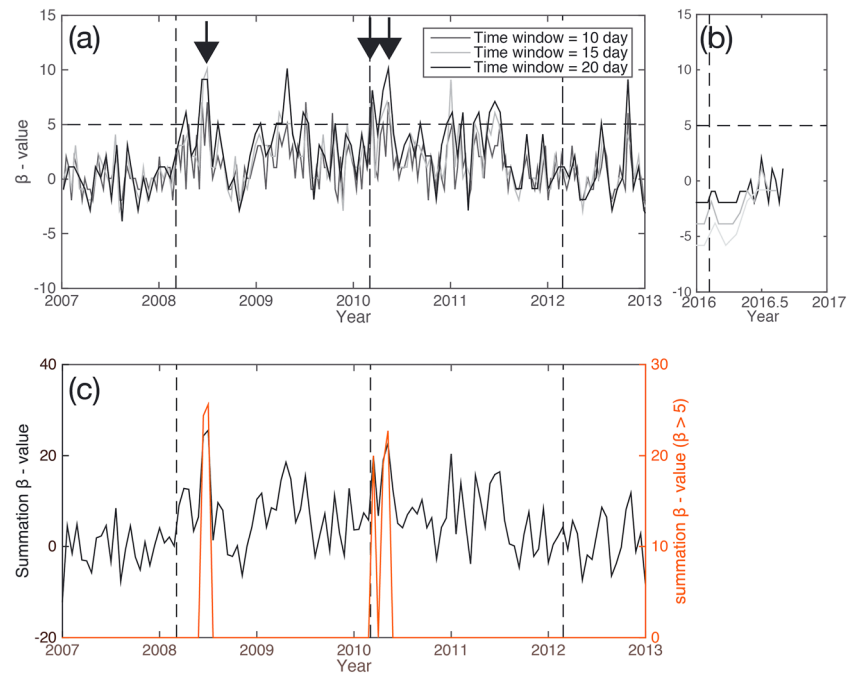 (a)
Time window = 10 day
Time window = 15 day
Time window = 20 day
15
10
5
0
-5
-10
β - value
2007 2008 2009 2010 2011 2012 2013
Year
(b)
15
10
5
0
-5
-10
2016 2016.5 2017
Year
(c)
40
20
0
-20
Summation β - value
30
20
10
0
summation β - value (β > 5)
2007 2008 2009 2010 2011 2012 2013
Year